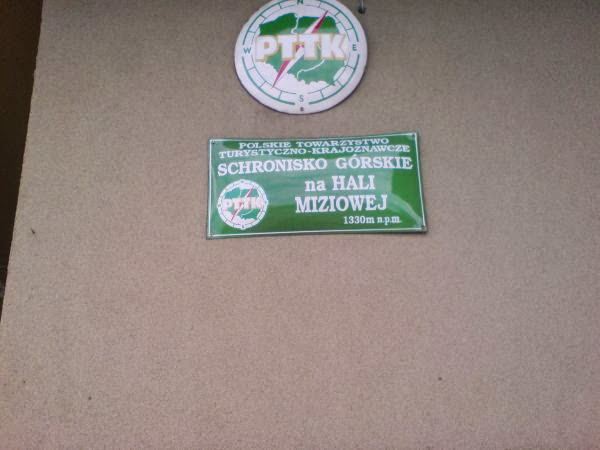 N
W PTTK E
S
POLSKIE TOWARZYSTWO
TURYSTYCZNO-KRAJOZNAWCZE
SCHRONISKO GÓRSKIE
na HALI
MIZIOWEJ
PTTK
1330m n.p.m.